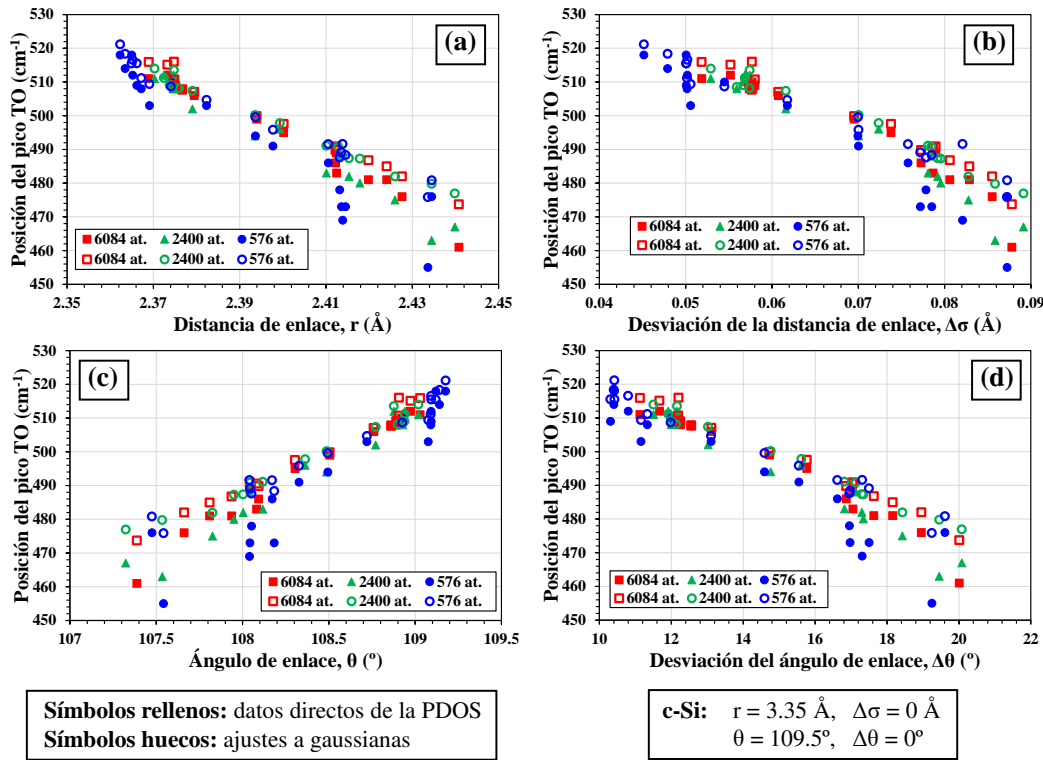 530
520
510
500
490
480
470
460
450
Posición del pico TO (cm-1)
(a)
6084 at. 2400 at. 576 at.
6084 at. 2400 at. 576 at.
2.35 2.37 2.39 2.41 2.43 2.45
Distancia de enlace, r (Å)
530
520
510
500
490
480
470
460
450
Posición del pico TO (cm-1)
(b)
6084 at. 2400 at. 576 at.
6084 at. 2400 at. 576 at.
0.04 0.05 0.06 0.07 0.08 0.09
Desviación de la distancia de enlace, Δσ (Å)
530
520
510
500
490
480
470
460
450
Posición del pico TO (cm-1)
(c)
6084 at. 2400 at. 576 at.
6084 at. 2400 at. 576 at.
107 107.5 108 108.5 109 109.5
Ángulo de enlace, θ (º)
530
520
510
500
490
480
470
460
450
Posición del pico TO (cm-1)
(d)
6084 at. 2400 at. 576 at.
6084 at. 2400 at. 576 at.
10 12 14 16 18 20 22
Desviación del ángulo de enlace, Δθ (º)
Símbolos rellenos: datos directos de la PDOS
Símbolos huecos: ajustes a gaussianas
c-Si: r = 3.35 Å, Δσ = 0 Å
θ = 109.5º, Δθ = 0º